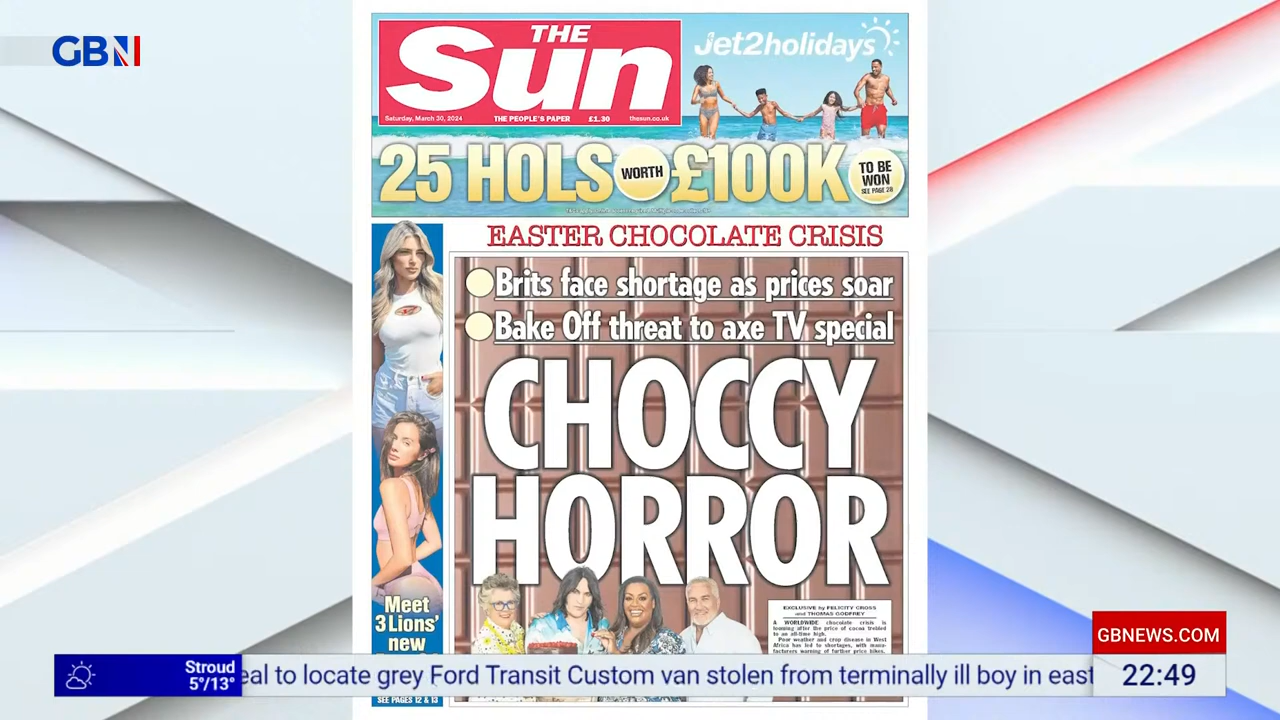 GBN
THE
Sun
Saturday, March 30, 2024 THE PEOPLE'S PAPER £1.30 thesun.co.uk
Jet2holidays
25 HOLS WORTH £100K
TO BE
WON
SEE PAGE 28
EASTER CHOCOLATE CRISIS
Brits face shortage as prices soar
Bake Off threat to axe TV special
CHOCCY
HORROR
Meet
3 Lions'
new
SEE PAGES 12 & 13
EXCLUSIVE by FELICITY CROSS
and THOMAS GODFREY
A WORLDWIDE chocolate crisis is
looming after the price of cocoa trebled
to an all-time high.
Poor weather and crop disease in West
Africa has led to shortages, with manu-
facturers warning of further price hikes.
GBNEWS.COM
Stroud
5°/13°
eal to locate grey Ford Transit Custom van stolen from terminally ill boy in east
22:49